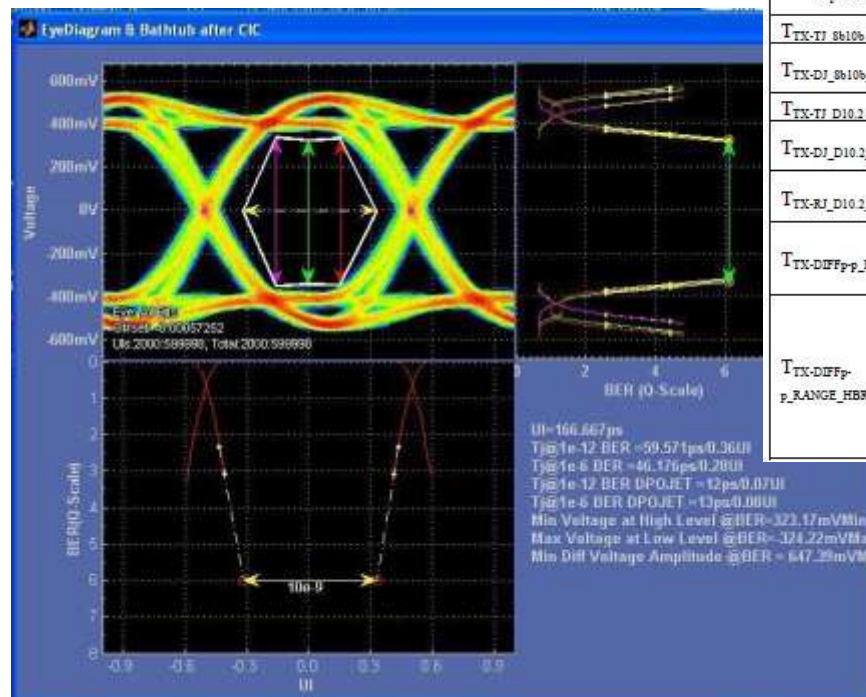 EyeDiagram & Bathtub after CIC
600mV
400mV
200mV
0V
-200mV
-400mV
-600mV
Voltage
UIs:2000:599998, Total:2000:599998
0
1
2
3
4
5
6
7
8
BER(Q-Scale)
10e-9
-0.9
-0.6
-0.3
0.0
0.3
0.6
0.9
UI
0
2
4
6
BER (Q-Scale)
UI=166.667ps
Tj@1e-12 BER =59.571ps/0.36UI
Tj@1e-6 BER =46.176ps/0.28UI
Tj@1e-12 BER DPOJET =12ps/0.07UI
Tj@1e-6 BER DPOJET =13ps/0.08UI
Min Voltage at High Level @BER=323.17mVMin
Max Voltage at Low Level @BER=-324.22mVMa
Min Diff Voltage Amplitude @BER = 647.39mVM
TTX-TJ_8b10b
TTX-DJ_8b10b
TTX-TJ_D10.2
TTX-DJ_D10.2
TTX-RJ_D10.2
TTX-DIFFp-p
TTX-DIFFp-
p_RANGE_HBR